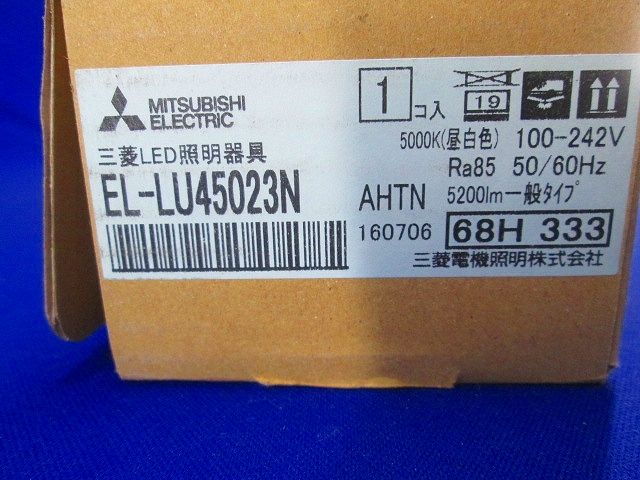 MITSUBISHI
ELECTRIC
1 コ入
19
5000K(昼白色) 100-242V
三菱LED照明器具
Ra85 50/60Hz
EL-LU45023N AHTN 5200lm一般タイプ
160706 68H 333
三菱電機照明株式会社